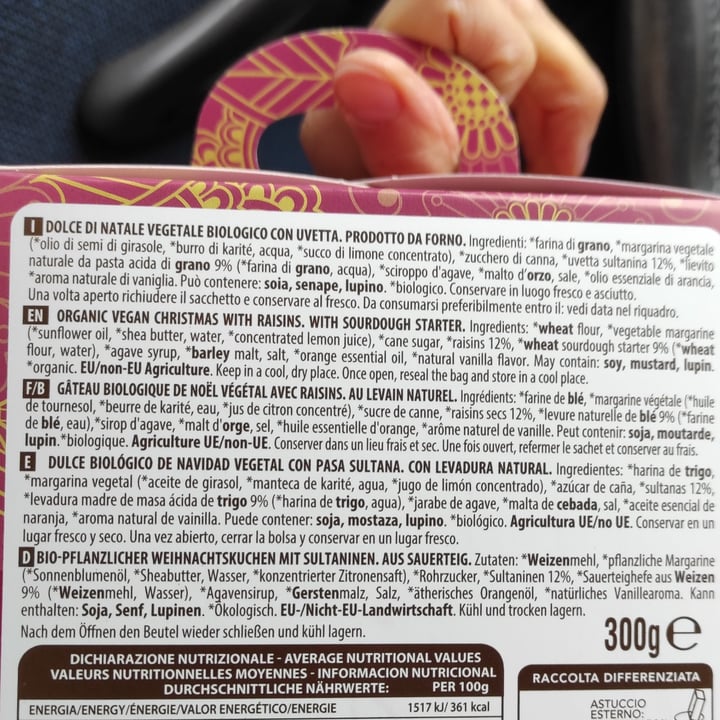 I DOLCE DI NATALE VEGETALE BIOLOGICO CON UVETTA. PRODOTTO DA FORNO. Ingredienti: *farina di grano, *margarina vegetale
(*olio di semi di girasole, *burro di karité, acqua, *succo di limone concentrato), *zucchero di canna, *uvetta sultanina 12%, *lievito
naturale da pasta acida di grano 9% (*farina di grano, acqua), *sciroppo d'agave, *malto d'orzo, sale, *olio essenziale di arancia,
*aroma naturale di vaniglia. Può contenere: soia, senape, lupino. *biologico. Conservare in luogo fresco e asciutto.
Una volta aperto richiudere il sacchetto e conservare al fresco. Da consumarsi preferibilmente entro il: vedi data nel riquadro.
EN ORGANIC VEGAN CHRISTMAS WITH RAISINS. WITH SOURDOUGH STARTER. Ingredients: *wheat flour, *vegetable margarine
(*sunflower oil, *shea butter, water, *concentrated lemon juice), *cane sugar, *raisins 12%, *wheat sourdough starter 9% (*wheat
flour, water), *agave syrup, *barley malt, salt, *orange essential oil, *natural vanilla flavor. May contain: soy, mustard, lupin.
*organic. EU/non-EU Agriculture. Keep in a cool, dry place. Once open, reseal the bag and store in a cool place.
F/B GÂTEAU BIOLOGIQUE DE NOËL VÉGÉTAL AVEC RAISINS. AU LEVAIN NATUREL. Ingrédients: *farine de blé, *margarine végétale (*huile
de tournesol, *beurre de karité, eau, *jus de citron concentré), *sucre de canne, *raisins secs 12%, *levure naturelle de blé 9% (*farine
de blé, eau),*sirop d'agave, *malt d'orge, sel, *huile essentielle d'orange, *arôme naturel de vanille. Peut contenir: soja, moutarde,
lupin.*biologique. Agriculture UE/non-UE. Conserver dans un lieu frais et sec. Une fois ouvert, refermer le sachet et conserver au frais.
E DULCE BIOLÓGICO DE NAVIDAD VEGETAL CON PASA SULTANA. CON LEVADURA NATURAL. Ingredientes: *harina de trigo,
*margarina vegetal (*aceite de girasol, *manteca de karité, agua, *jugo de limón concentrado), *azúcar de caña, *sultanas 12%,
*levadura madre de masa ácida de trigo 9% (*harina de trigo, agua), *jarabe de agave, *malta de cebada, sal, *aceite esencial de
naranja, *aroma natural de vainilla. Puede contener: soja, mostaza, lupino. *biológico. Agricultura UE/no UE. Conservar en un
lugar fresco y seco. Una vez abierto, cerrar la bolsa y conservar en un lugar fresco.
D BIO-PFLANZLICHER WEIHNACHTSKUCHEN MIT SULTANINEN. AUS SAUERTEIG. Zutaten: *Weizenmehl, *pflanzliche Margarine
(*Sonnenblumenöl, *Sheabutter, Wasser, *konzentrierter Zitronensaft), *Rohrzucker, *Sultaninen 12%, *Sauerteighefe aus Weizen
9% (*Weizenmehl, Wasser), *Agavensirup, *Gerstenmalz, Salz, *ätherisches Orangenöl, *natürliches Vanillearoma. Kann
enthalten: Soja, Senf, Lupinen. *Ökologisch. EU-/Nicht-EU-Landwirtschaft. Kühl und trocken lagern.
Nach dem Öffnen den Beutel wieder schließen und kühl lagern.
300g e
DICHIARAZIONE NUTRIZIONALE - AVERAGE NUTRITIONAL VALUES
VALEURS NUTRITIONNELLES MOYENNES - INFORMACION NUTRICIONAL
DURCHSCHNITTLICHE NÄHRWERTE: PER 100g
ENERGIA/ENERGY/ÉNERGIE/VALOR ENERGÉTICO/ENERGIE 1517 kJ/ 361 kcal
RACCOLTA DIFFERENZIATA
ASTUCCIO
ESTERNO: